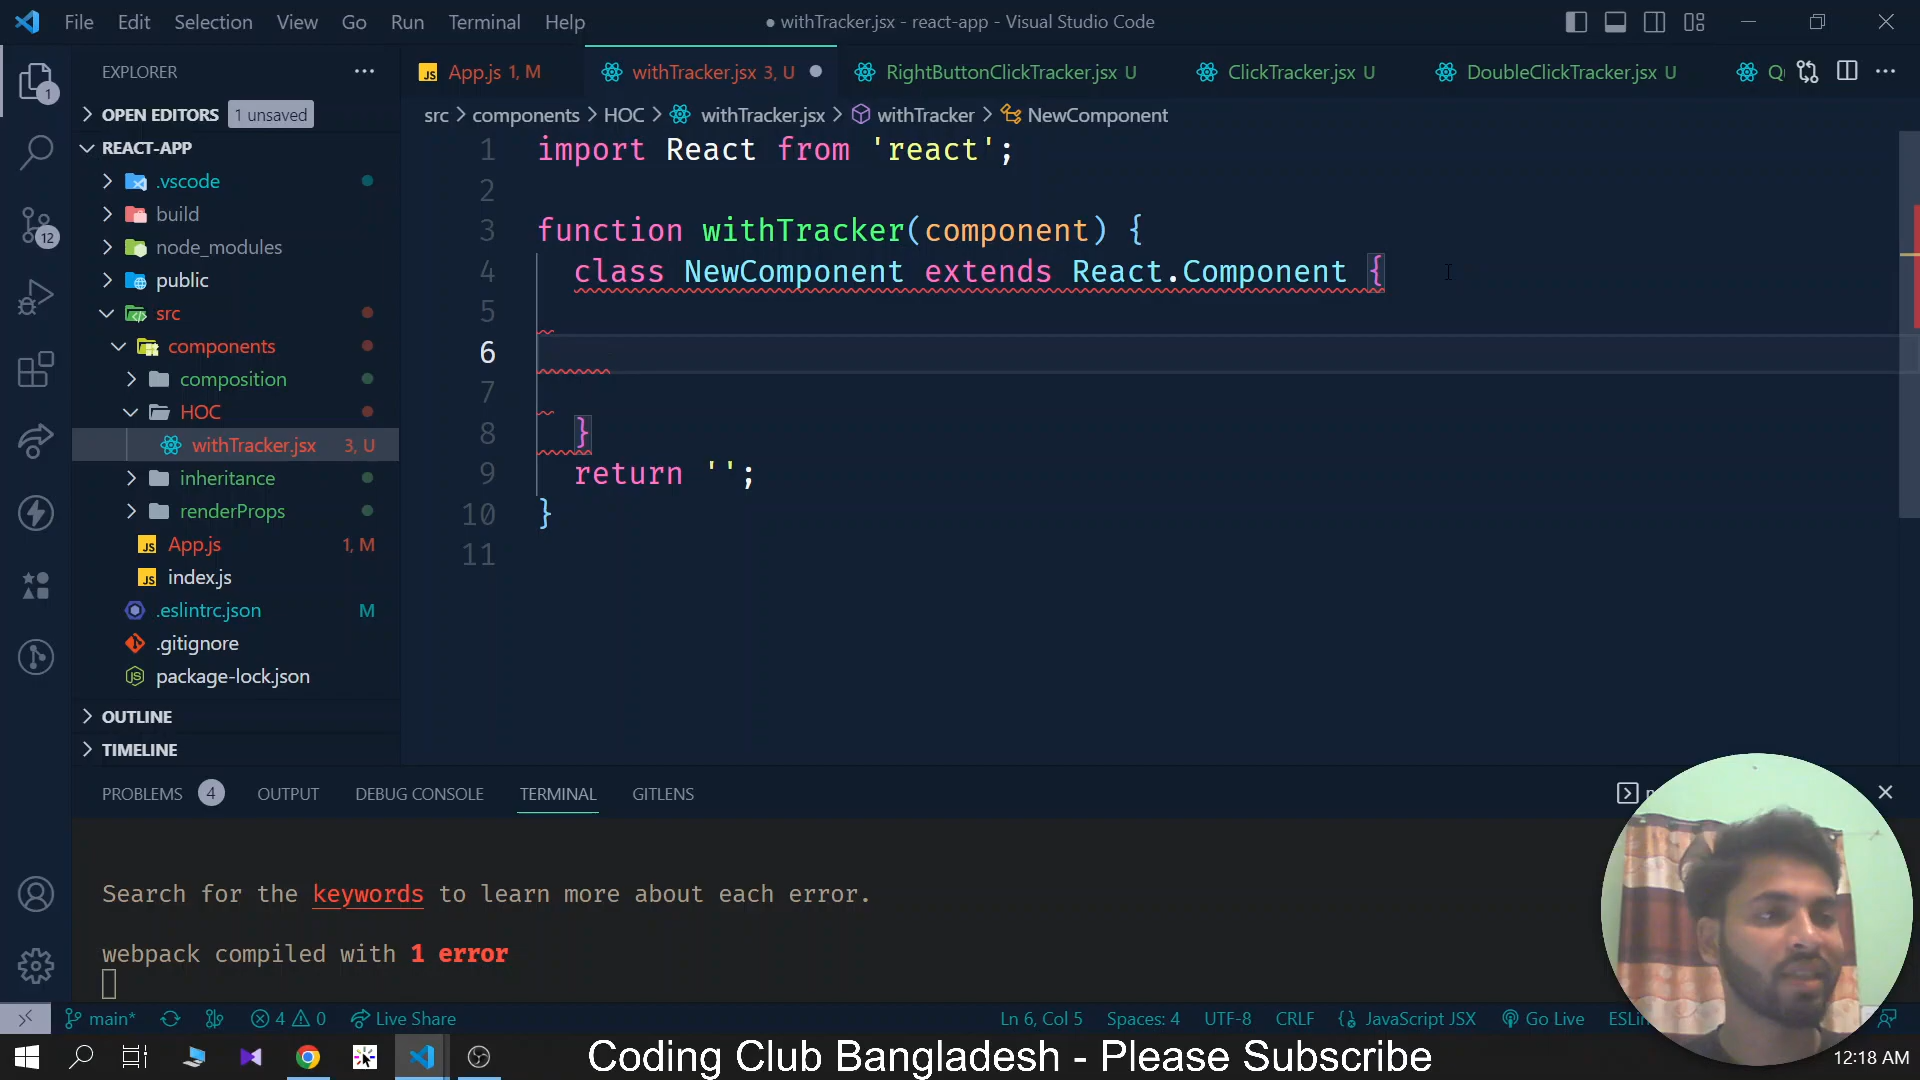 File Edit Selection View Go Run Terminal Help
● withTracker.jsx - react-app - Visual Studio Code
EXPLORER
App.js 1, M
withTracker.jsx 3, U
RightButtonClickTracker.jsx U
ClickTracker.jsx U
DoubleClickTracker.jsx U
OPEN EDITORS 1 unsaved
src > components > HOC > withTracker.jsx > withTracker > NewComponent
REACT-APP
.vscode
build
node_modules
public
src
components
composition
HOC
withTracker.jsx 3, U
inheritance
renderProps
App.js 1, M
index.js
.eslintrc.json M
.gitignore
package-lock.json
OUTLINE
TIMELINE
1
12
1 import React from 'react';
2
3 function withTracker(component) {
4 class NewComponent extends React.Component {
5
6
7
8 }
9 return '';
10 }
11
PROBLEMS 4 OUTPUT DEBUG CONSOLE TERMINAL GITLENS
Search for the keywords to learn more about each error.
webpack compiled with 1 error
main* 4 0 Live Share
Ln 6, Col 5 Spaces: 4 UTF-8 CRLF JavaScript JSX Go Live
Coding Club Bangladesh - Please Subscribe
12:18 AM